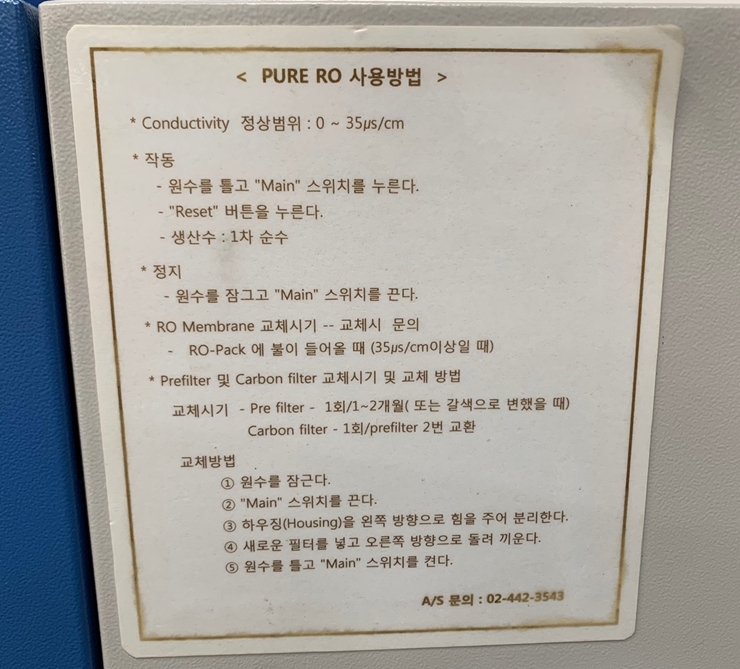 < PURE RO 사용방법 >
* Conductivity 정상범위 : 0 ~ 35μs/cm
* 작동
- 원수를 틀고 "Main" 스위치를 누른다.
- "Reset" 버튼을 누른다.
- 생산수 : 1차 순수
* 정지
- 원수를 잠그고 "Main" 스위치를 끈다.
* RO Membrane 교체시기 -- 교체시 문의
- RO-Pack 에 불이 들어올 때 (35μs/cm이상일 때)
* Prefilter 및 Carbon filter 교체시기 및 교체 방법
교체시기 - Pre filter - 1회/1~2개월( 또는 갈색으로 변했을 때)
Carbon filter - 1회/prefilter 2번 교환
교체방법
① 원수를 잠근다.
② "Main" 스위치를 끈다.
③ 하우징(Housing)을 왼쪽 방향으로 힘을 주어 분리한다.
④ 새로운 필터를 넣고 오른쪽 방향으로 돌려 끼운다.
⑤ 원수를 틀고 "Main" 스위치를 켠다.
A/S 문의 : 02-442-3543